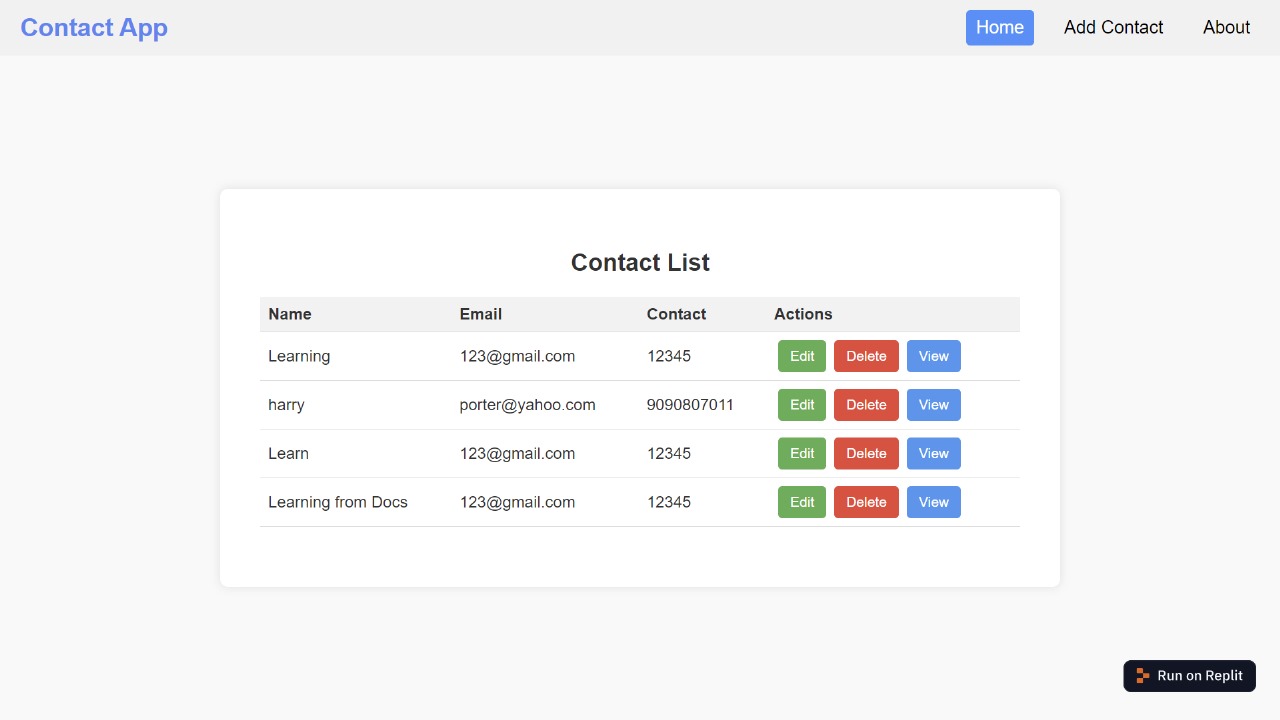 Contact App Home Add Contact About
Contact List
Name Email Contact Actions
Learning 123@gmail.com 12345 Edit Delete View
harry porter@yahoo.com 9090807011 Edit Delete View
Learn 123@gmail.com 12345 Edit Delete View
Learning from Docs 123@gmail.com 12345 Edit Delete View
Run on Replit